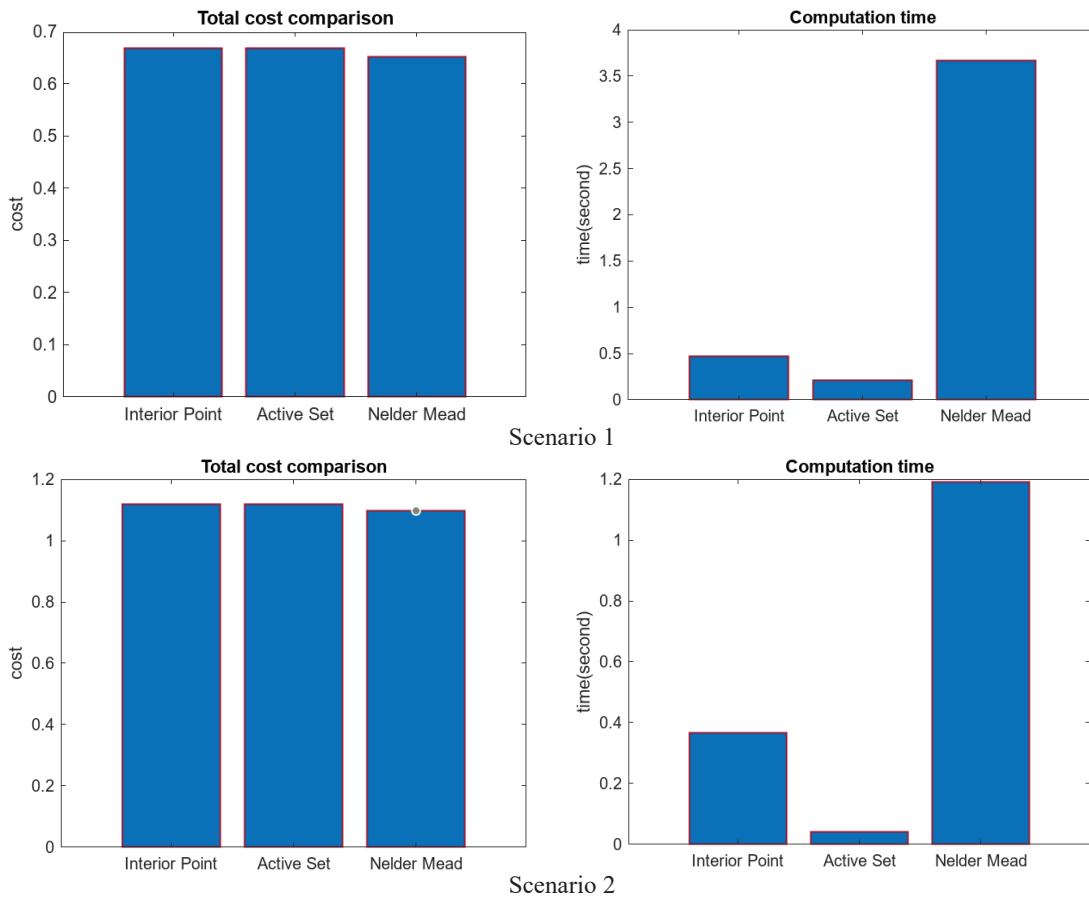 Total cost comparison
0.7
0.6
0.5
0.4
0.3
0.2
0.1
0
cost
Interior Point Active Set Nelder Mead
Computation time
4
3.5
3
2.5
2
1.5
1
0.5
0
time(second)
Interior Point Active Set Nelder Mead
Scenario 1
Total cost comparison
1.2
1
0.8
0.6
0.4
0.2
0
cost
Interior Point Active Set Nelder Mead
Computation time
1.2
1
0.8
0.6
0.4
0.2
0
time(second)
Interior Point Active Set Nelder Mead
Scenario 2